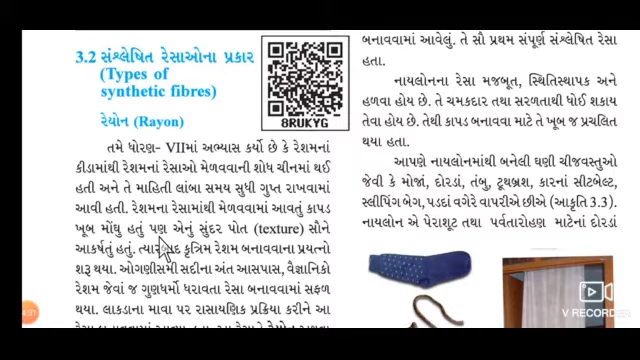 3.2 સંશ્લેષિત રેસાઓના પ્રકાર
(Types of
synthetic fibres)
8RUKYG
રેયોન (Rayon)
તમે ધોરણ- VIIમાં અભ્યાસ કર્યો છે કે રેશમનાં
કીડામાંથી રેશમનાં રેસાઓ મેળવવાની શોધ ચીનમાં થઈ
હતી અને તે માહિતી લાંબા સમય સુધી ગુપ્ત રાખવામાં
આવી હતી. રેશમના રેસામાંથી મેળવવામાં આવતું કાપડ
ખૂબ મોંઘુ હતું પણ એનું સુંદર પોત (texture) સૌને
આકર્ષતું હતું. ત્યારબાદ કૃત્રિમ રેશમ બનાવવાના પ્રયત્નો
શરૂ થયા. ઓગણીસમી સદીના અંત આસપાસ, વૈજ્ઞાનિકો
રેશમ જેવાં જ ગુણધર્મો ધરાવતા રેસા બનાવવામાં સફળ
થયા. લાકડાના માવા પર રાસાયણિક પ્રક્રિયા કરીને આ
બનાવવામાં આવેલું. તે સૌ પ્રથમ સંપૂર્ણ સંશ્લેષિત રેસા
હતા.
નાયલોનના રેસા મજબૂત, સ્થિતિસ્થાપક અને
હળવા હોય છે. તે ચમકદાર તથા સરળતાથી ધોઈ શકાય
તેવા હોય છે. તેથી કાપડ બનાવવા માટે તે ખૂબ જ પ્રચલિત
થયા હતા.
આપણે નાયલોનમાંથી બનેલી ઘણી ચીજવસ્તુઓ
જેવી કે મોજાં, દોરડાં, તંબુ, ટૂથબ્રશ, કારનાં સીટબેલ્ટ,
સ્લીપિંગ બેગ, પડદાં વગેરે વાપરીએ છીએ (આકૃતિ 3.3).
નાયલોન એ પેરાશૂટ તથા પર્વતારોહણ માટેનાં દોરડાં
V RECORDER